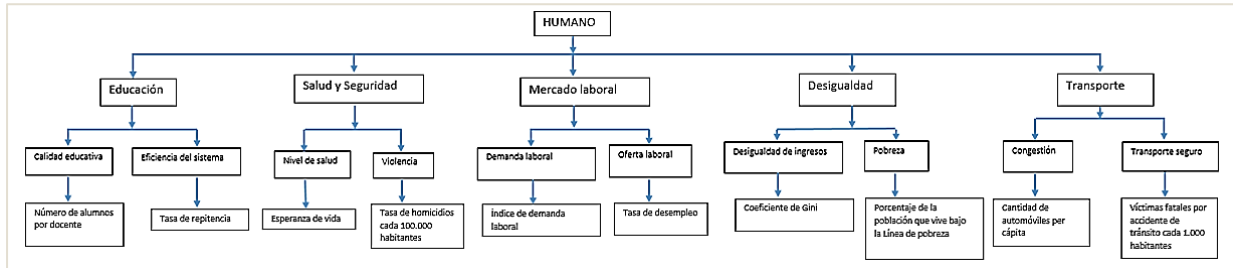 HUMANO
Educación
Salud y Seguridad
Mercado laboral
Desigualdad
Transporte
Calidad educativa
Eficiencia del sistema
Nivel de salud
Violencia
Demanda laboral
Oferta laboral
Desigualdad de ingresos
Pobreza
Congestión
Transporte seguro
Número de alumnos
por docente
Tasa de repitencia
Esperanza de vida
Tasa de homicidios
cada 100.000
habitantes
Índice de demanda
laboral
Tasa de desempleo
Coeficiente de Gini
Porcentaje de la
población que vive bajo
la Línea de pobreza
Cantidad de
automóviles per
cápita
Víctimas fatales por
accidente de
tránsito cada 1.000
habitantes